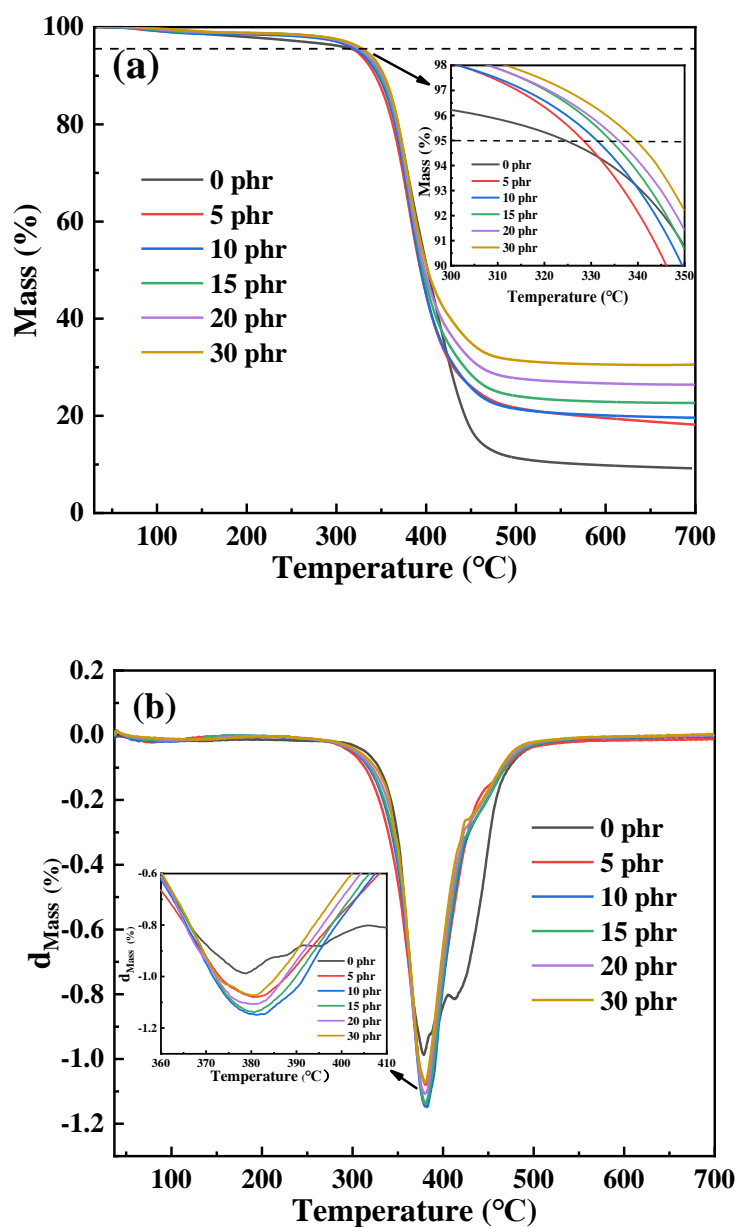 (a)
100
80
60
40
20
0
Mass (%)
0 phr
5 phr
10 phr
15 phr
20 phr
30 phr
98
97
96
95
94
93
92
91
90
Mass (%)
0 phr
5 phr
10 phr
15 phr
20 phr
30 phr
300 310 320 330 340 350
Temperature (℃)
100 200 300 400 500 600 700
Temperature (℃)
(b)
0.2
0.0
-0.2
-0.4
-0.6
-0.8
-1.0
-1.2
dMass (%)
0 phr
5 phr
10 phr
15 phr
20 phr
30 phr
-0.6
-0.8
-1.0
-1.2
dMass (%)
0 phr
5 phr
10 phr
15 phr
20 phr
30 phr
360 370 380 390 400 410
Temperature (℃)
100 200 300 400 500 600 700
Temperature (℃)